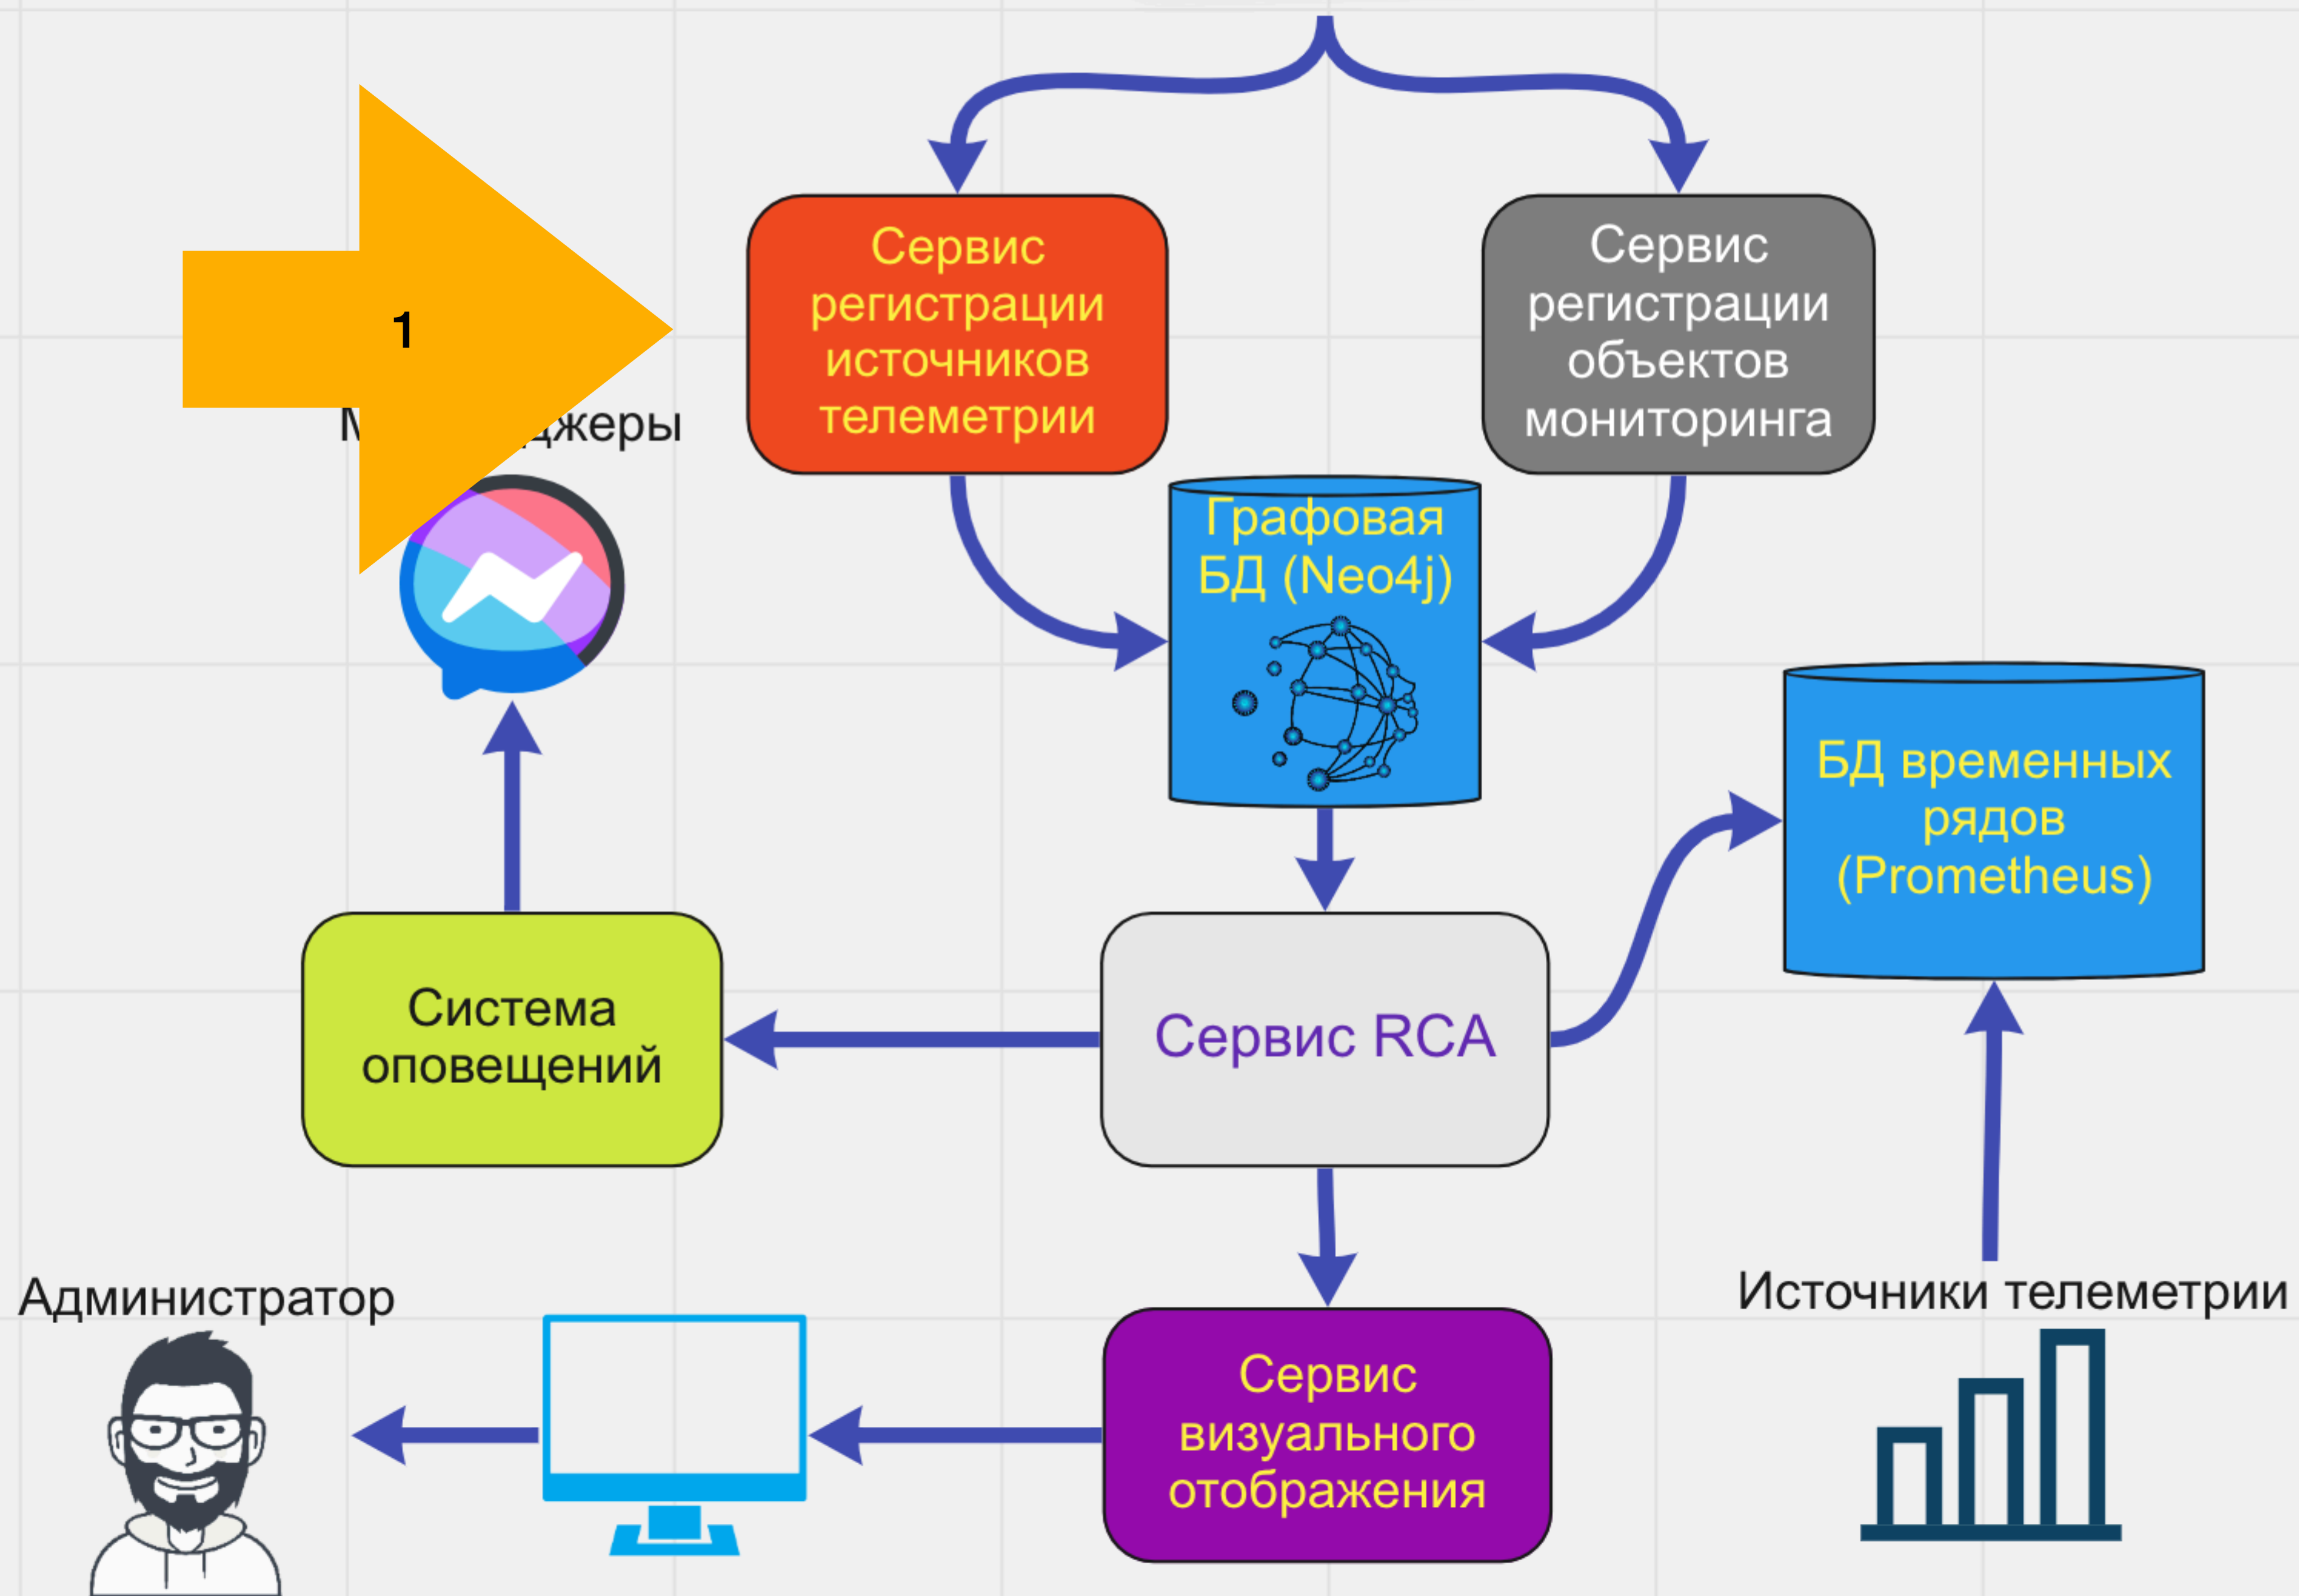 Сервис
регистрации
источников
телеметрии
Сервис
регистрации
объектов
мониторинга
1
Графовая
БД (Neo4j)
БД временных
рядов
(Prometheus)
Система
оповещений
Сервис RCA
Администратор
Источники телеметрии
Сервис
визуального
отображения